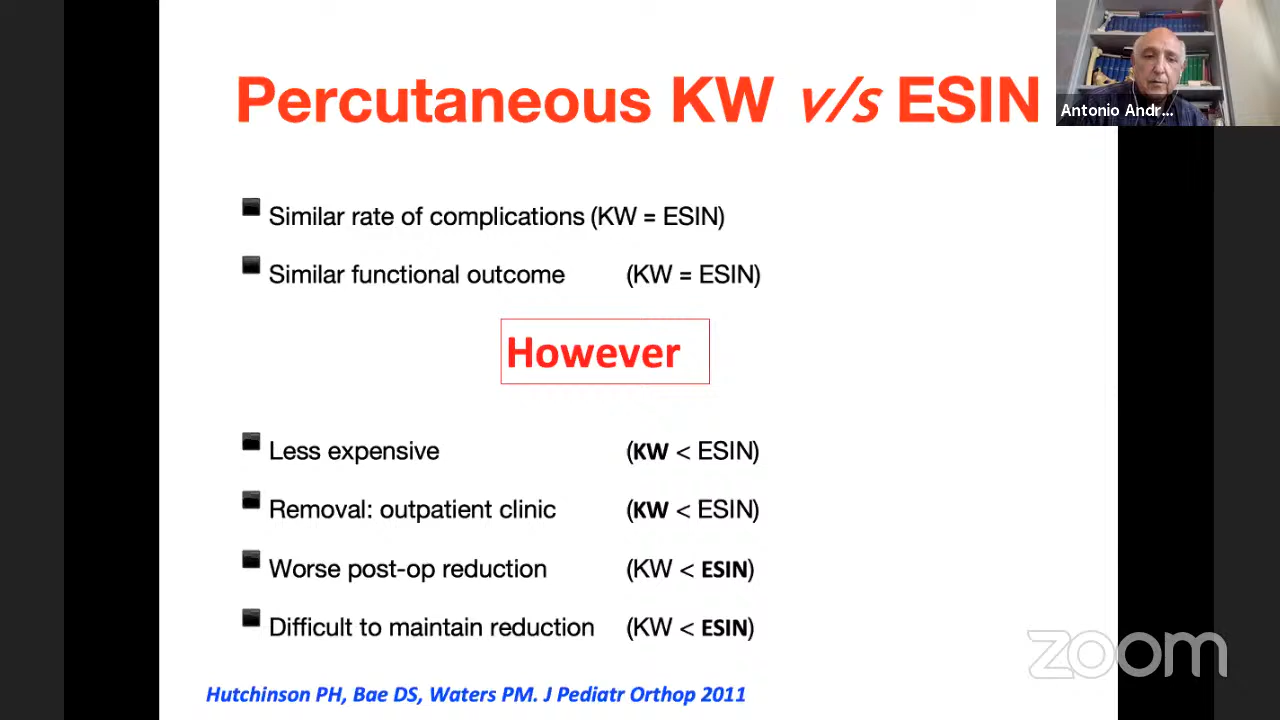 Percutaneous KW v/s ESIN
Antonio Andr...
Similar rate of complications (KW = ESIN)
Similar functional outcome (KW = ESIN)
However
Less expensive (KW < ESIN)
Removal: outpatient clinic (KW < ESIN)
Worse post-op reduction (KW < ESIN)
Difficult to maintain reduction (KW < ESIN)
zoom
Hutchinson PH, Bae DS, Waters PM. J Pediatr Orthop 2011